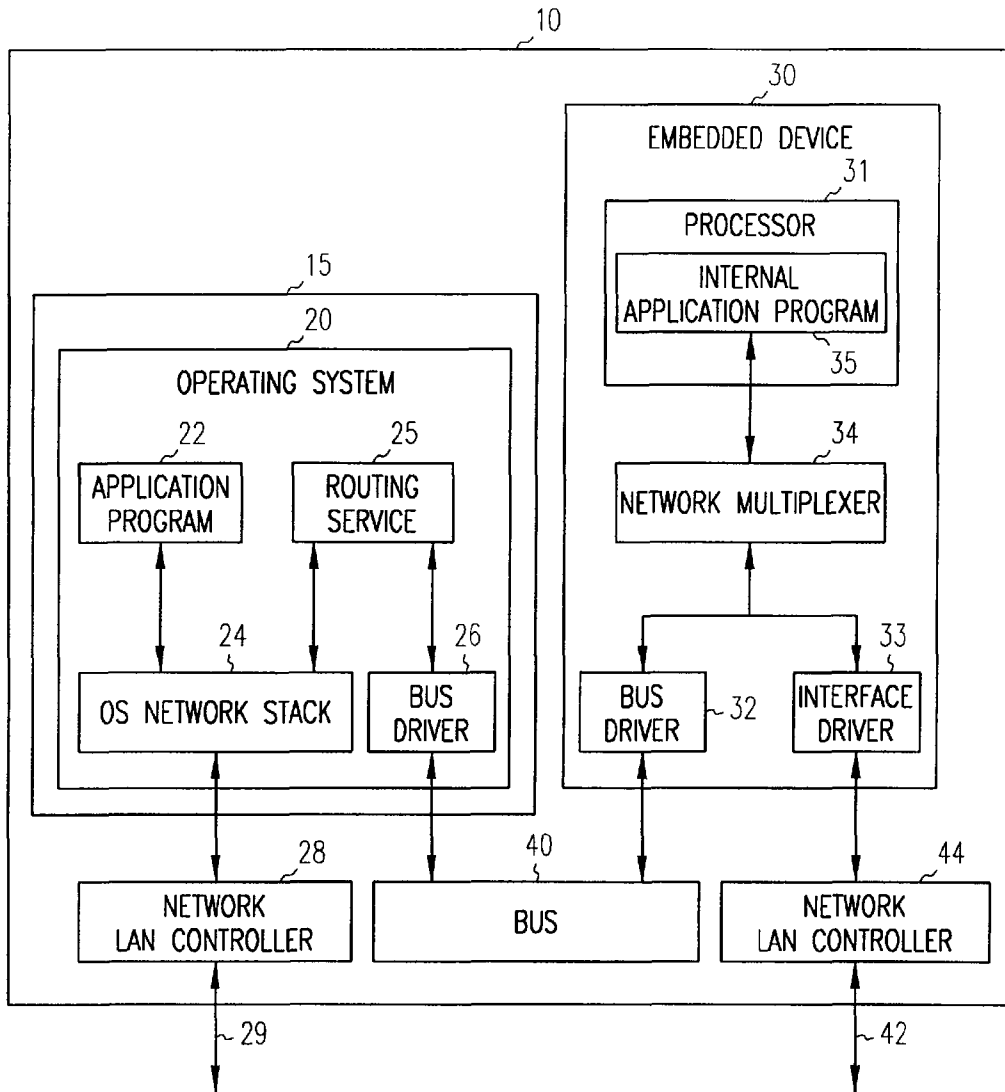 10
30
EMBEDDED DEVICE
31
PROCESSOR
INTERNAL
APPLICATION PROGRAM
35
15
20
OPERATING SYSTEM
22
APPLICATION
PROGRAM
25
ROUTING
SERVICE
34
NETWORK MULTIPLEXER
24
OS NETWORK STACK
26
BUS
DRIVER
BUS
DRIVER
32
33
INTERFACE
DRIVER
28
NETWORK
LAN CONTROLLER
40
BUS
44
NETWORK
LAN CONTROLLER
29
42